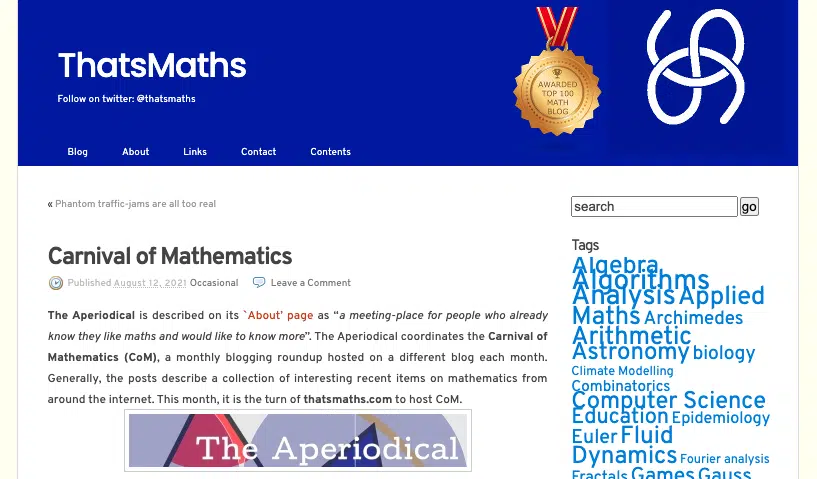 ThatsMaths
Follow on twitter: @thatsmaths
AWARDED
TOP 100
MATH
BLOG
Blog About Links Contact Contents
« Phantom traffic-jams are all too real
Carnival of Mathematics
Published August 12, 2021 Occasional Leave a Comment
The Aperiodical is described on its `About' page as “a meeting-place for people who already
know they like maths and would like to know more”. The Aperiodical coordinates the Carnival of
Mathematics (CoM), a monthly blogging roundup hosted on a different blog each month.
Generally, the posts describe a collection of interesting recent items on mathematics from
around the internet. This month, it is the turn of thatsmaths.com to host CoM.
The Aperiodical
search go
Tags
Algebra
Algorithms
Analysis Applied
Maths Archimedes
Arithmetic
Astronomy biology
Climate Modelling
Combinatorics
Computer Science
Education Epidemiology
Euler Fluid
Dynamics Fourier analysis
Fractals Games Gauss